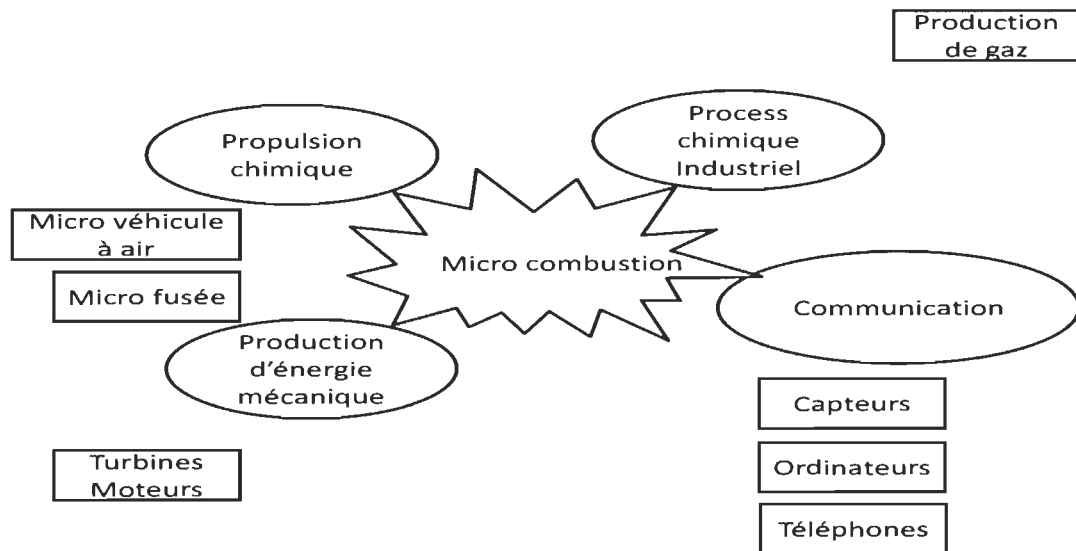 Production
de gaz
Process
chimique
Industriel
Propulsion
chimique
Micro véhicule
à air
Micro fusée
Micro combustion
Communication
Production
d'énergie
mécanique
Capteurs
Turbines
Moteurs
Ordinateurs
Téléphones